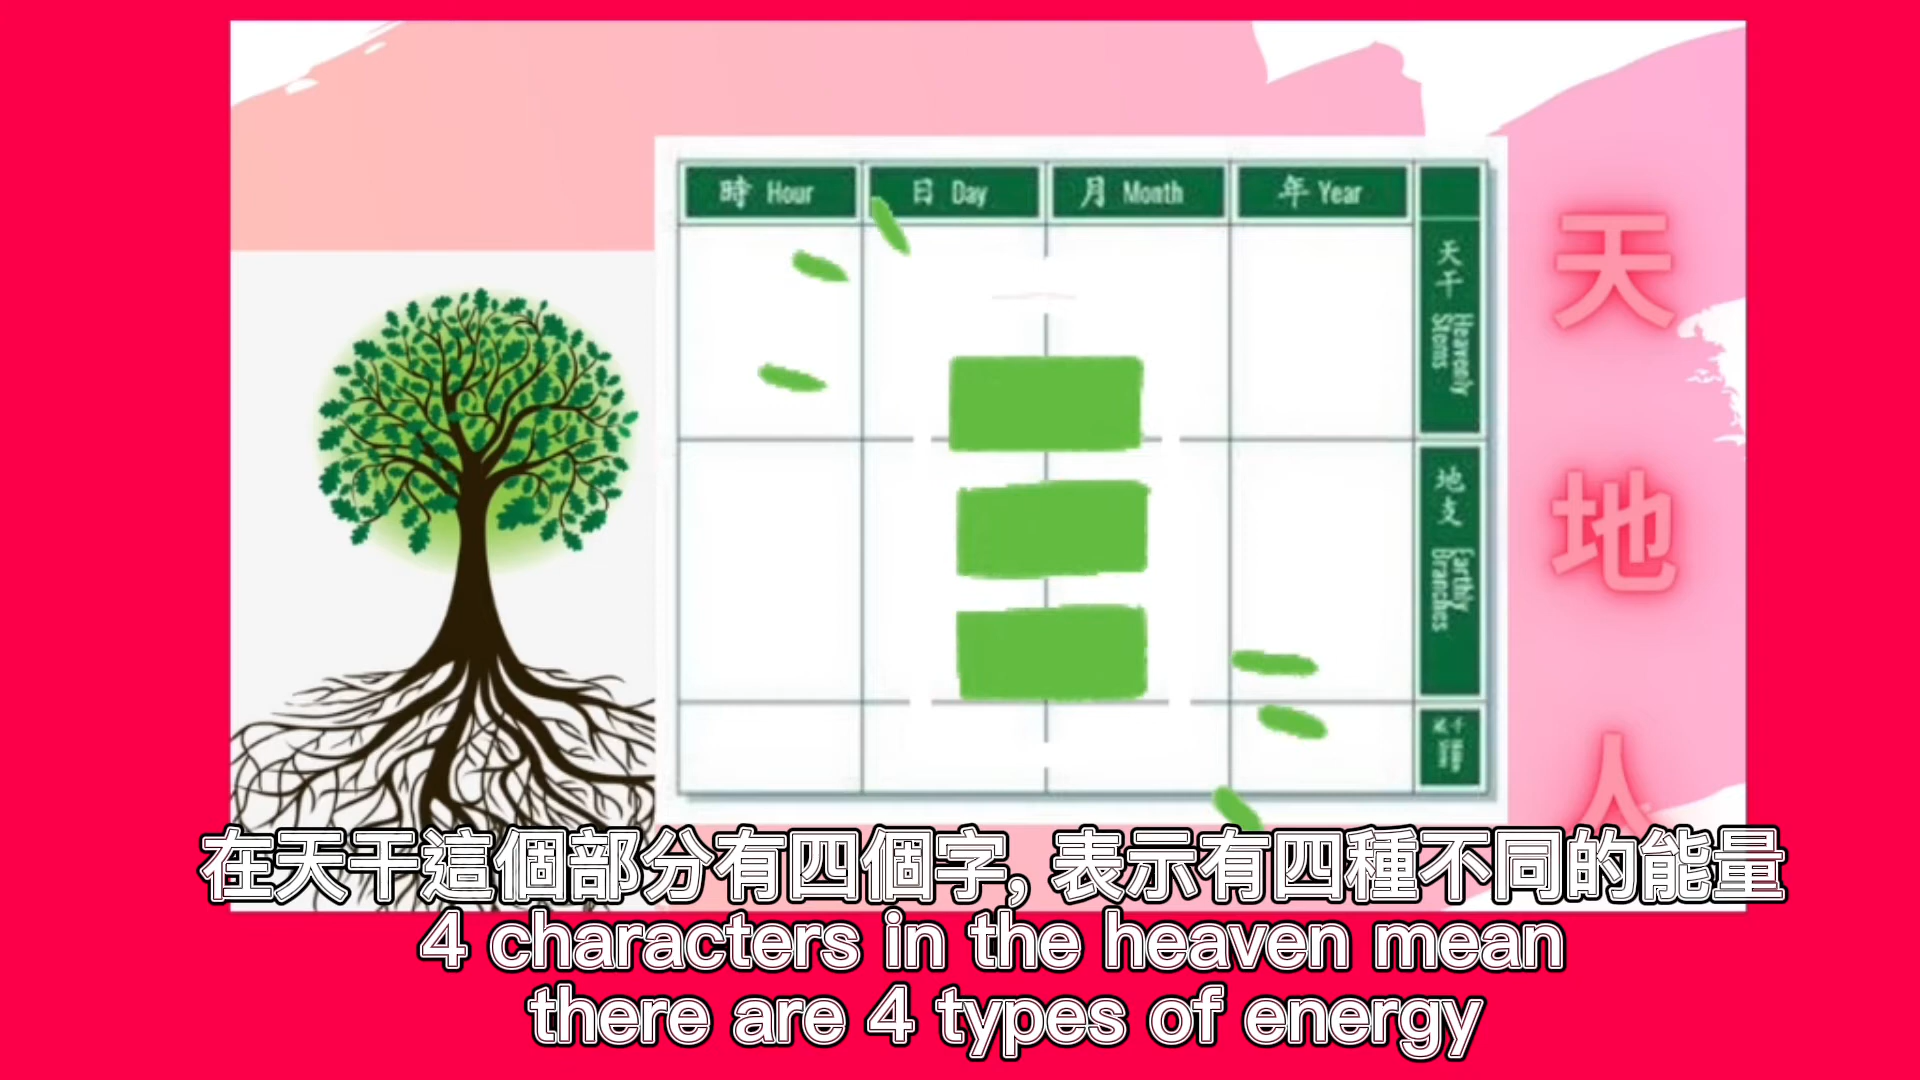 時 Hour
日 Day
月 Month
年 Year
天干 Heavenly Stems
地支 Earthly Branches
天
地
人
在天干這個部分有四個字, 表示有四種不同的能量
4 characters in the heaven mean
there are 4 types of energy